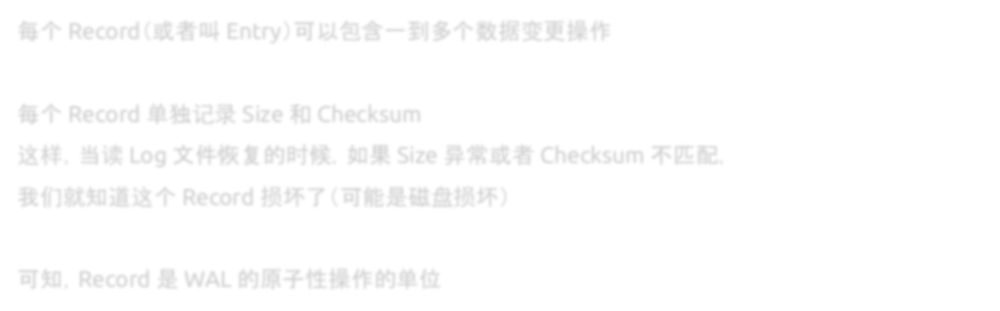 每个 Record（或者叫 Entry）可以包含一到多个数据变更操作
每个 Record 单独记录 Size 和 Checksum
这样，当读 Log 文件恢复的时候，如果 Size 异常或者 Checksum 不匹配，
我们就知道这个 Record 损坏了（可能是磁盘损坏）
可知，Record 是 WAL 的原子性操作的单位